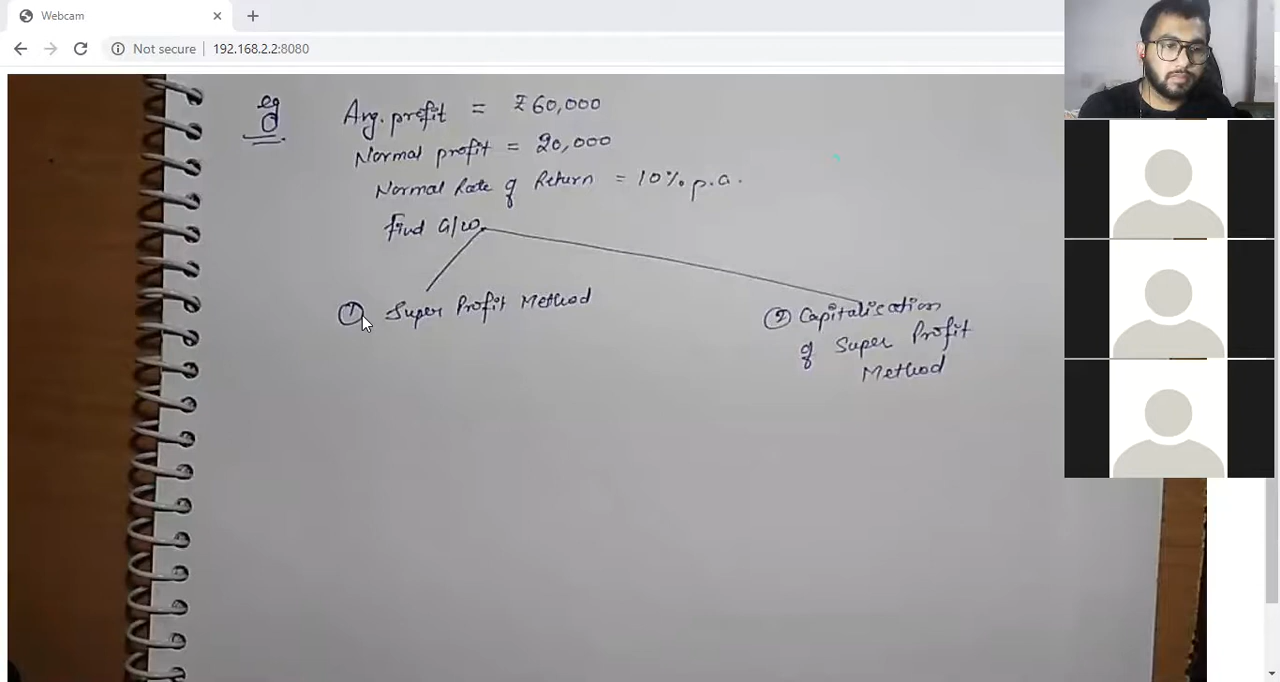 Webcam
Not secure 192.168.2.2:8080
eg
Avg. profit = ₹60,000
Normal profit = 20,000
Normal Rate of Return = 10% p.a.
Find G/W.
① Super Profit Method
② Capitalisation
of Super Profit
Method